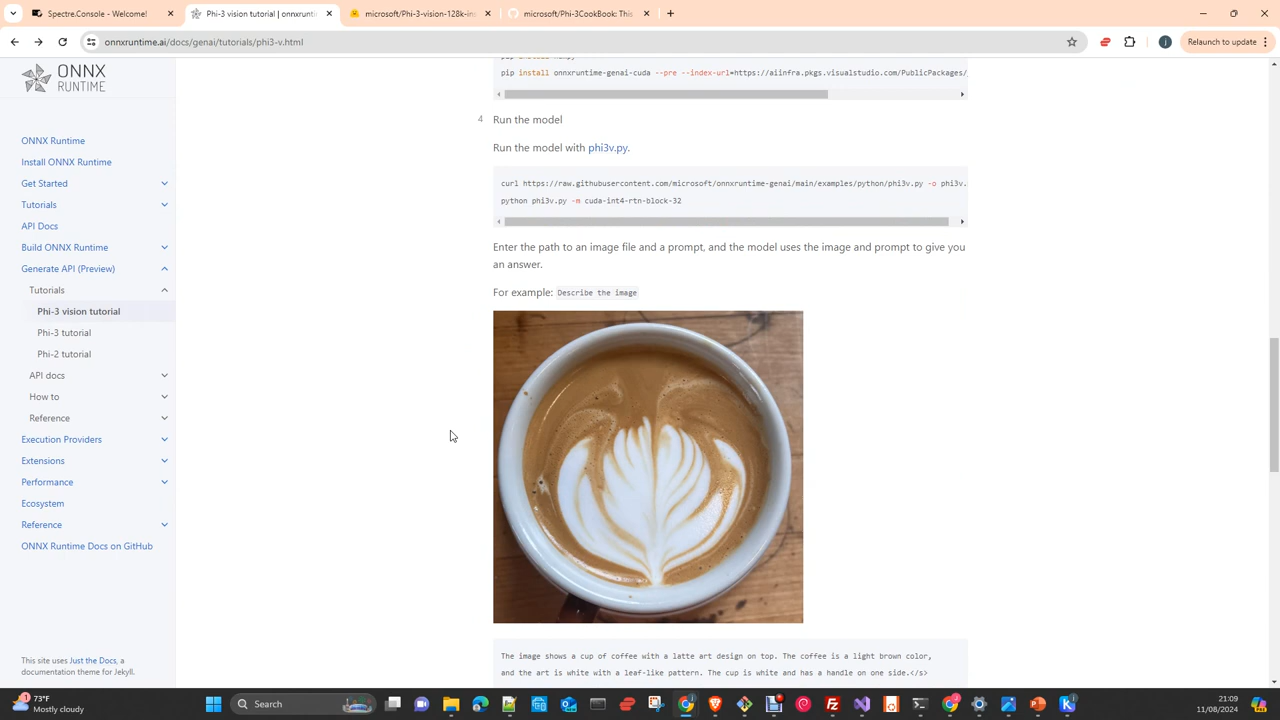 Spectre.Console - Welcome!
Phi-3 vision tutorial | onnxrunt
microsoft/Phi-3-vision-128k-ins
microsoft/Phi-3CookBook: This
onnxruntime.ai/docs/genai/tutorials/phi3-v.html
Relaunch to update
ONNX
RUNTIME
ONNX Runtime
Install ONNX Runtime
Get Started
Tutorials
API Docs
Build ONNX Runtime
Generate API (Preview)
Tutorials
Phi-3 vision tutorial
Phi-3 tutorial
Phi-2 tutorial
API docs
How to
Reference
Execution Providers
Extensions
Performance
Ecosystem
Reference
ONNX Runtime Docs on GitHub
This site uses Just the Docs, a
documentation theme for Jekyll.
pip install onnxruntime-genai-cuda --pre --index-url=https://aiinfra.pkgs.visualstudio.com/PublicPackages/
4 Run the model
Run the model with phi3v.py.
curl https://raw.githubusercontent.com/microsoft/onnxruntime-genai/main/examples/python/phi3v.py -o phi3v.
python phi3v.py -m cuda-int4-rtn-block-32
Enter the path to an image file and a prompt, and the model uses the image and prompt to give you
an answer.
For example: Describe the image
The image shows a cup of coffee with a latte art design on top. The coffee is a light brown color,
and the art is white with a leaf-like pattern. The cup is white and has a handle on one side.</s>
73°F
Mostly cloudy
Search
21:09
11/08/2024